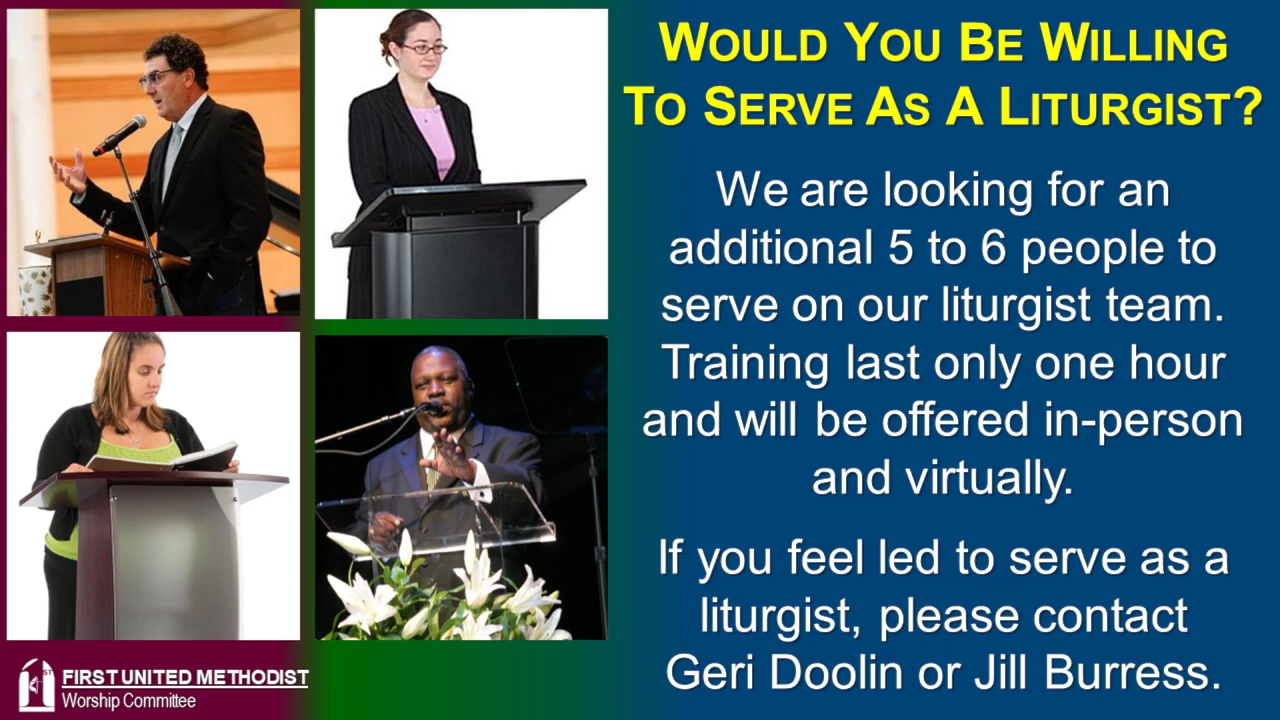 WOULD YOU BE WILLING
TO SERVE AS A LITURGIST?
We are looking for an
additional 5 to 6 people to
serve on our liturgist team.
Training last only one hour
and will be offered in-person
and virtually.
If you feel led to serve as a
liturgist, please contact
Geri Doolin or Jill Burress.
FIRST UNITED METHODIST
Worship Committee